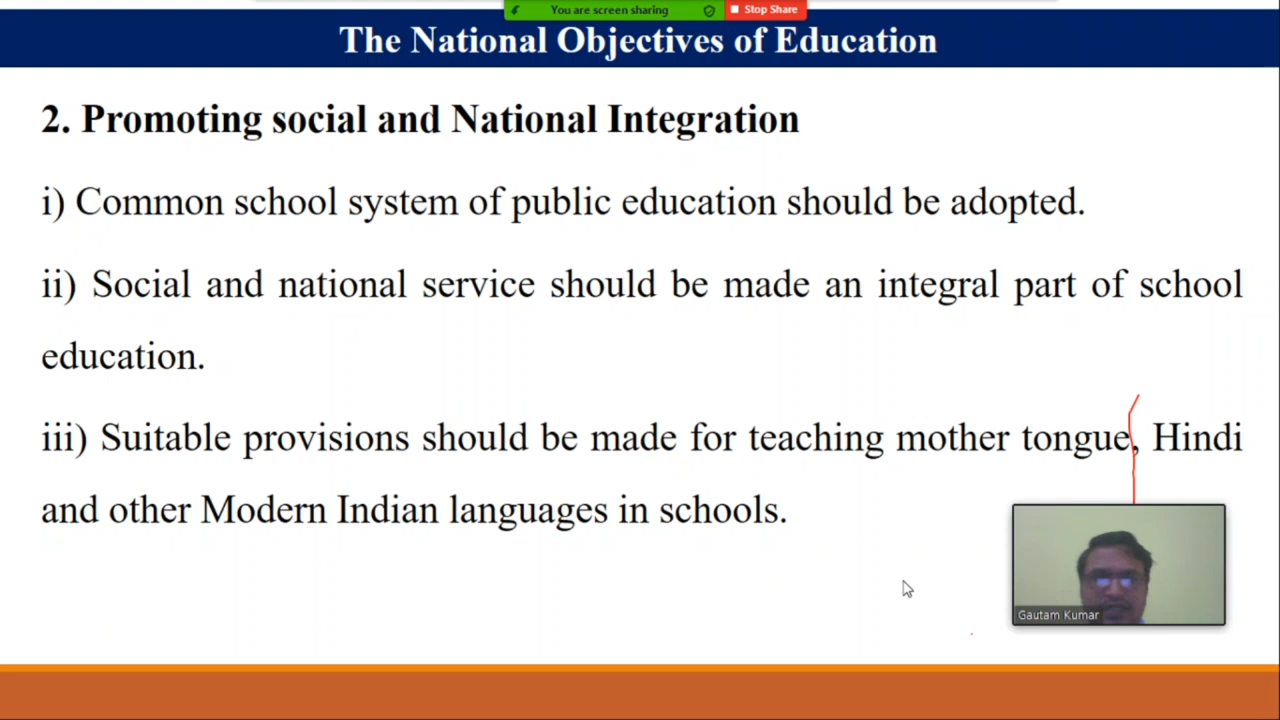 You are screen sharing Stop Share
The National Objectives of Education
2. Promoting social and National Integration
i) Common school system of public education should be adopted.
ii) Social and national service should be made an integral part of school
education.
iii) Suitable provisions should be made for teaching mother tongue, Hindi
and other Modern Indian languages in schools.
Gautam Kumar